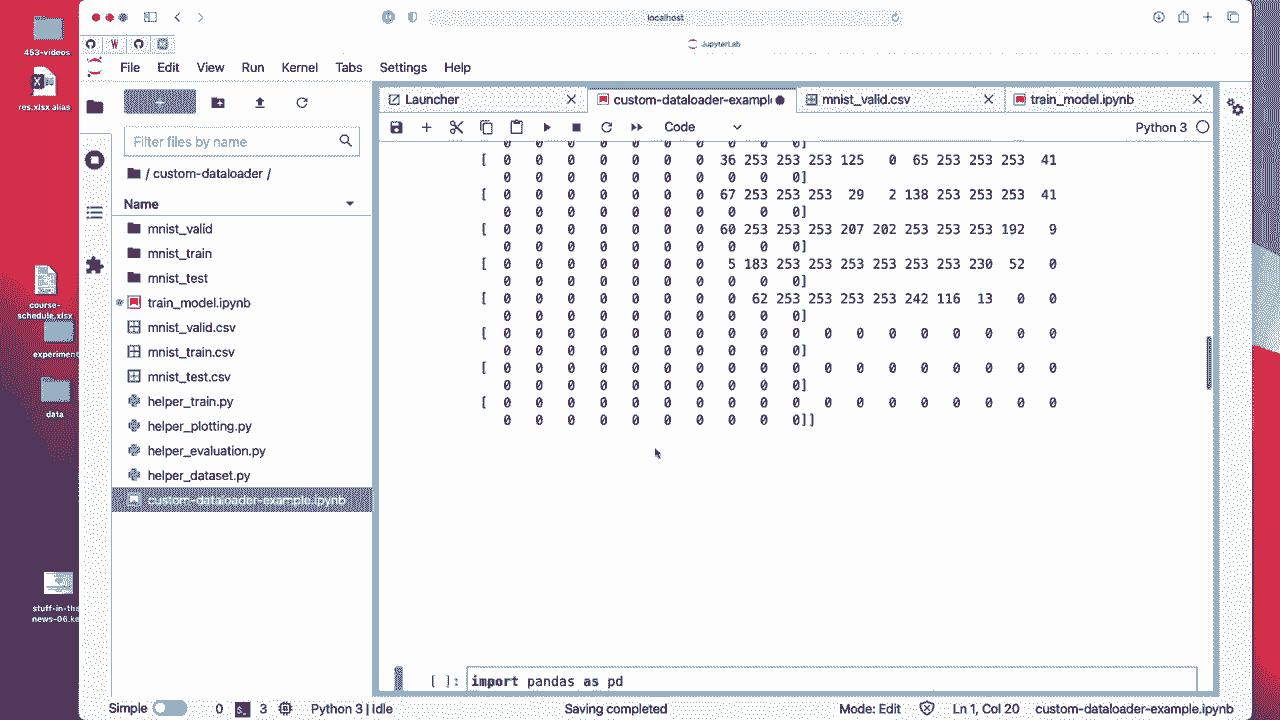 localhost
JupyterLab
File Edit View Run Kernel Tabs Settings Help
Launcher
custom-dataloader-example
mnist_valid.csv
train_model.ipynb
Code
Python 3
Filter files by name
/ custom-dataloader /
Name
mnist_valid
mnist_train
mnist_test
train_model.ipynb
mnist_valid.csv
mnist_train.csv
mnist_test.csv
helper_train.py
helper_plotting.py
helper_evaluation.py
helper_dataset.py
custom-dataloader-example.ipynb
0 0 0 0 0 0 0 0 0 0]
[ 0 0 0 0 0 0 0 36 253 253 253 125 0 65 253 253 253 41
0 0 0 0 0 0 0 0 0 0]
[ 0 0 0 0 0 0 0 67 253 253 253 29 2 138 253 253 253 41
0 0 0 0 0 0 0 0 0 0]
[ 0 0 0 0 0 0 0 60 253 253 253 207 202 253 253 253 192 9
0 0 0 0 0 0 0 0 0 0]
[ 0 0 0 0 0 0 0 5 183 253 253 253 253 253 253 230 52 0
0 0 0 0 0 0 0 0 0 0]
[ 0 0 0 0 0 0 0 62 253 253 253 253 242 116 13 0 0
0 0 0 0 0 0 0 0 0 0]
[ 0 0 0 0 0 0 0 0 0 0 0 0 0 0 0 0 0 0
0 0 0 0 0 0 0 0 0 0]
[ 0 0 0 0 0 0 0 0 0 0 0 0 0 0 0 0 0 0
0 0 0 0 0 0 0 0 0 0]
[ 0 0 0 0 0 0 0 0 0 0 0 0 0 0 0 0 0 0
0 0 0 0 0 0 0 0 0 0]]
[ ]: import pandas as pd
Simple 0 3 Python 3 | Idle Saving completed Mode: Edit Ln 1, Col 20 custom-dataloader-example.ipynb
453-videos
res.xlsx alias
course-
schedule.xlsx
experiment
data
stuff-in-the
news-06.ke